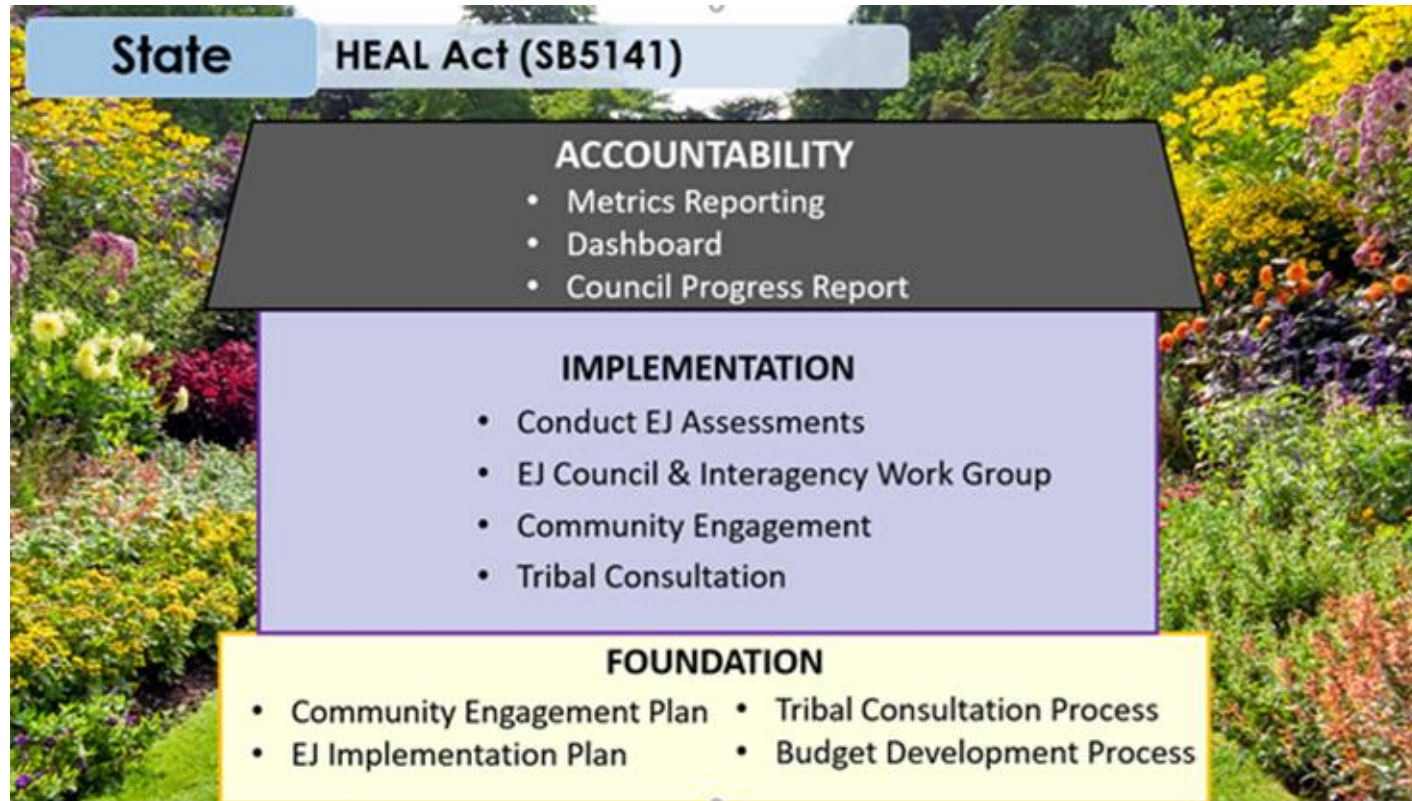 State HEAL Act (SB5141)
ACCOUNTABILITY
• Metrics Reporting
• Dashboard
• Council Progress Report
IMPLEMENTATION
• Conduct EJ Assessments
• EJ Council & Interagency Work Group
• Community Engagement
• Tribal Consultation
FOUNDATION
• Community Engagement Plan
• EJ Implementation Plan
• Tribal Consultation Process
• Budget Development Process